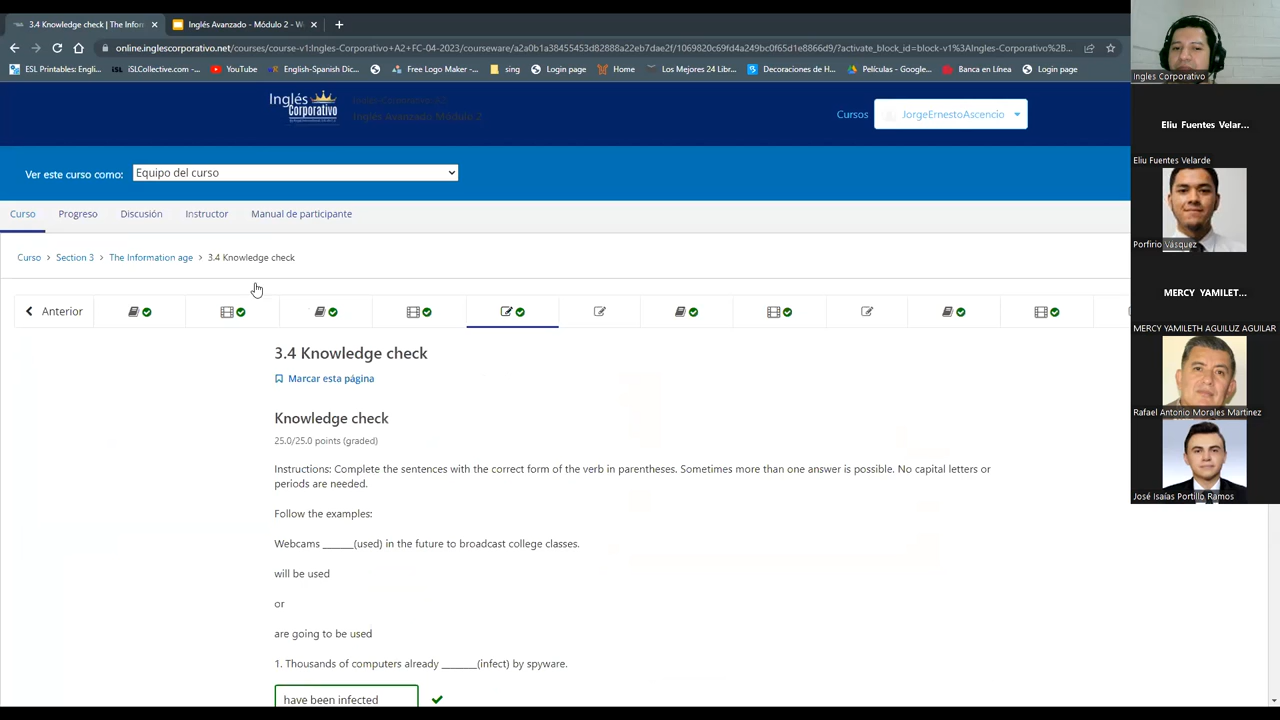 3.4 Knowledge check | The Inforn
Inglés Avanzado - Módulo 2 - W
online.inglescorporativo.net/courses/course-v1:Ingles-Corporativo+A2+FC-04-2023/courseware/a2a0b1a38455453d82888a22eb7dae2f/1069820c69fd4a249bc0f65d1e8866d9/?activate_block_id=block-v1%3AIngles-Corporativo%2B...
ESL Printables: Engli...
iSLCollective.com -...
YouTube
English-Spanish Dic...
Free Logo Maker -...
sing
Login page
Home
Los Mejores 24 Libr...
Decoraciones de H...
Películas - Google...
Banca en Línea
Login page
Inglés
Corporativo
Inglés Avanzado Módulo 2
Cursos
JorgeErnestoAscencio
Ver este curso como:
Equipo del curso
Curso
Progreso
Discusión
Instructor
Manual de participante
Curso > Section 3 > The Information age > 3.4 Knowledge check
Anterior
3.4 Knowledge check
Marcar esta página
Knowledge check
25.0/25.0 points (graded)
Instructions: Complete the sentences with the correct form of the verb in parentheses. Sometimes more than one answer is possible. No capital letters or
periods are needed.
Follow the examples:
Webcams ______(used) in the future to broadcast college classes.
will be used
or
are going to be used
1. Thousands of computers already _______(infect) by spyware.
have been infected
Ingles Corporativo
Eliu Fuentes Velar...
Eliu Fuentes Velarde
Porfirio Vasquez
MERCY YAMILET...
MERCY YAMILETH AGUILUZ AGUILAR
Rafael Antonio Morales Martinez
José Isaías Portillo Ramos